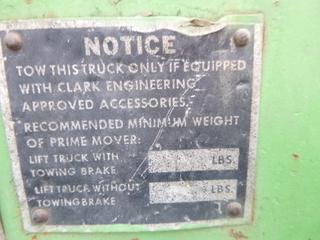 NOTICE
TOW THIS TRUCK ONLY IF EQUIPPED
WITH CLARK ENGINEERING
APPROVED ACCESSORIES.
RECOMMENDED MINIMUM WEIGHT
OF PRIME MOVER:
LIFT TRUCK WITH
TOWING BRAKE LBS.
LIFT TRUCK WITHOUT
TOWING BRAKE LBS.